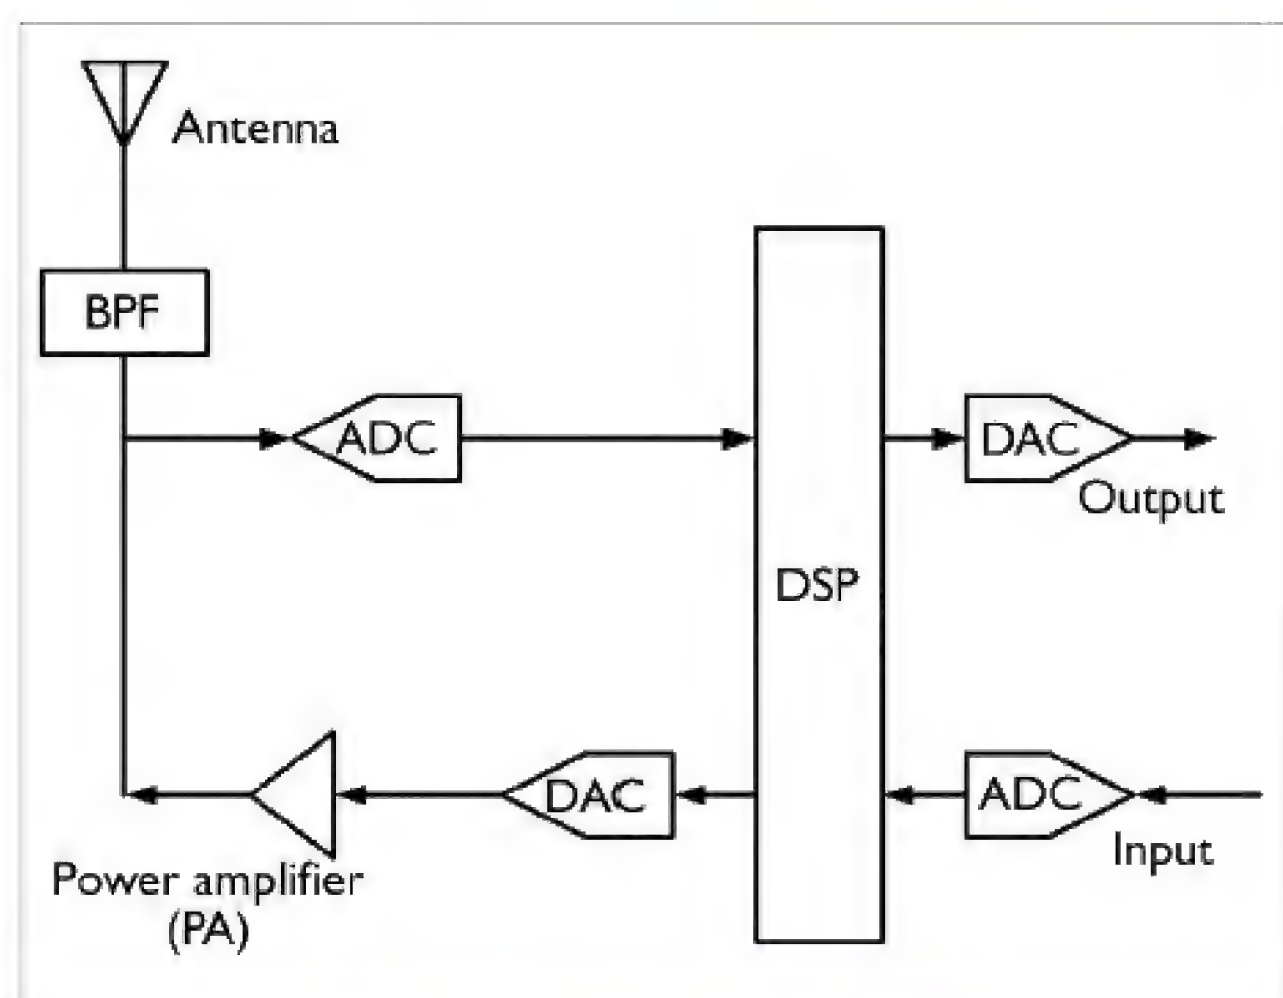 Antenna
BPF
ADC
DAC
Output
DSP
DAC
ADC
Input
Power amplifier
(PA)